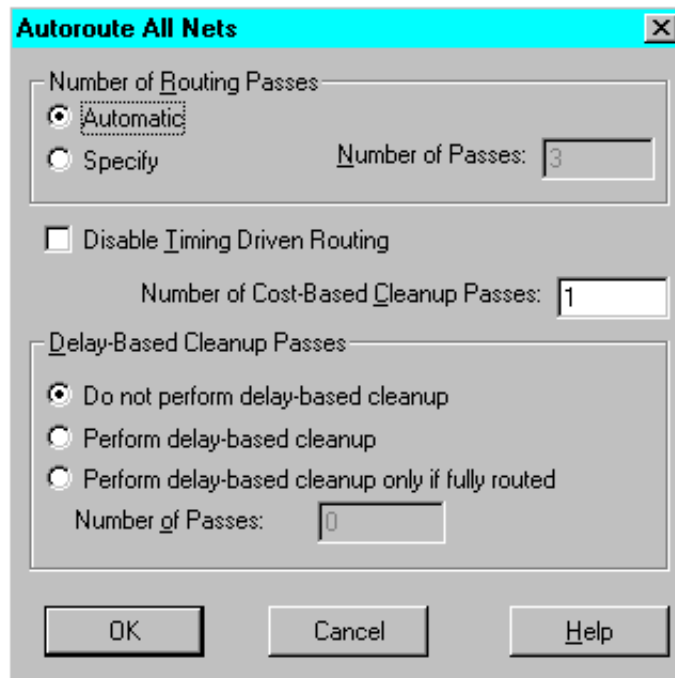 Autoroute All Nets
Number of Routing Passes
Automatic
Specify Number of Passes: 3
Disable Timing Driven Routing
Number of Cost-Based Cleanup Passes: 1
Delay-Based Cleanup Passes
Do not perform delay-based cleanup
Perform delay-based cleanup
Perform delay-based cleanup only if fully routed
Number of Passes: 0
OK Cancel Help